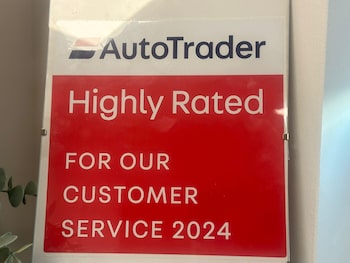 AutoTrader
Highly Rated
FOR OUR
CUSTOMER
SERVICE 2024